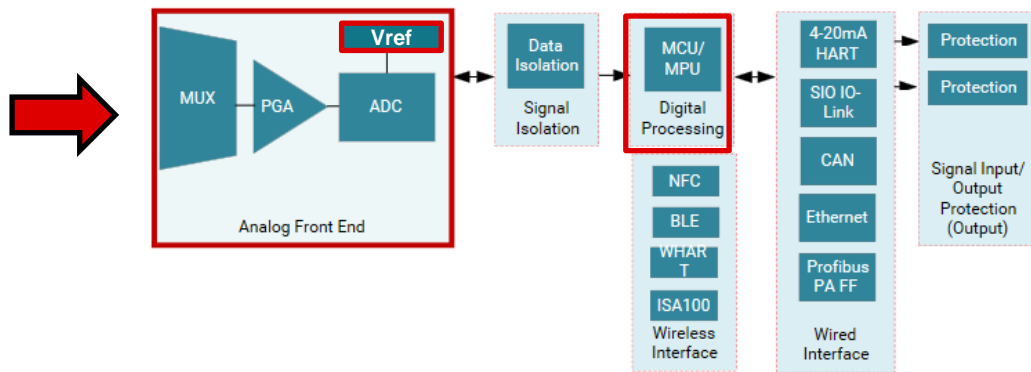 Vref
MUX
PGA
ADC
Analog Front End
Data
Isolation
Signal
Isolation
MCU/
MPU
Digital
Processing
NFC
BLE
WHAR
T
ISA100
Wireless
Interface
4-20mA
HART
SIO IO-
Link
CAN
Ethernet
Profibus
PA FF
Wired
Interface
Protection
Protection
Signal Input/
Output
Protection
(Output)